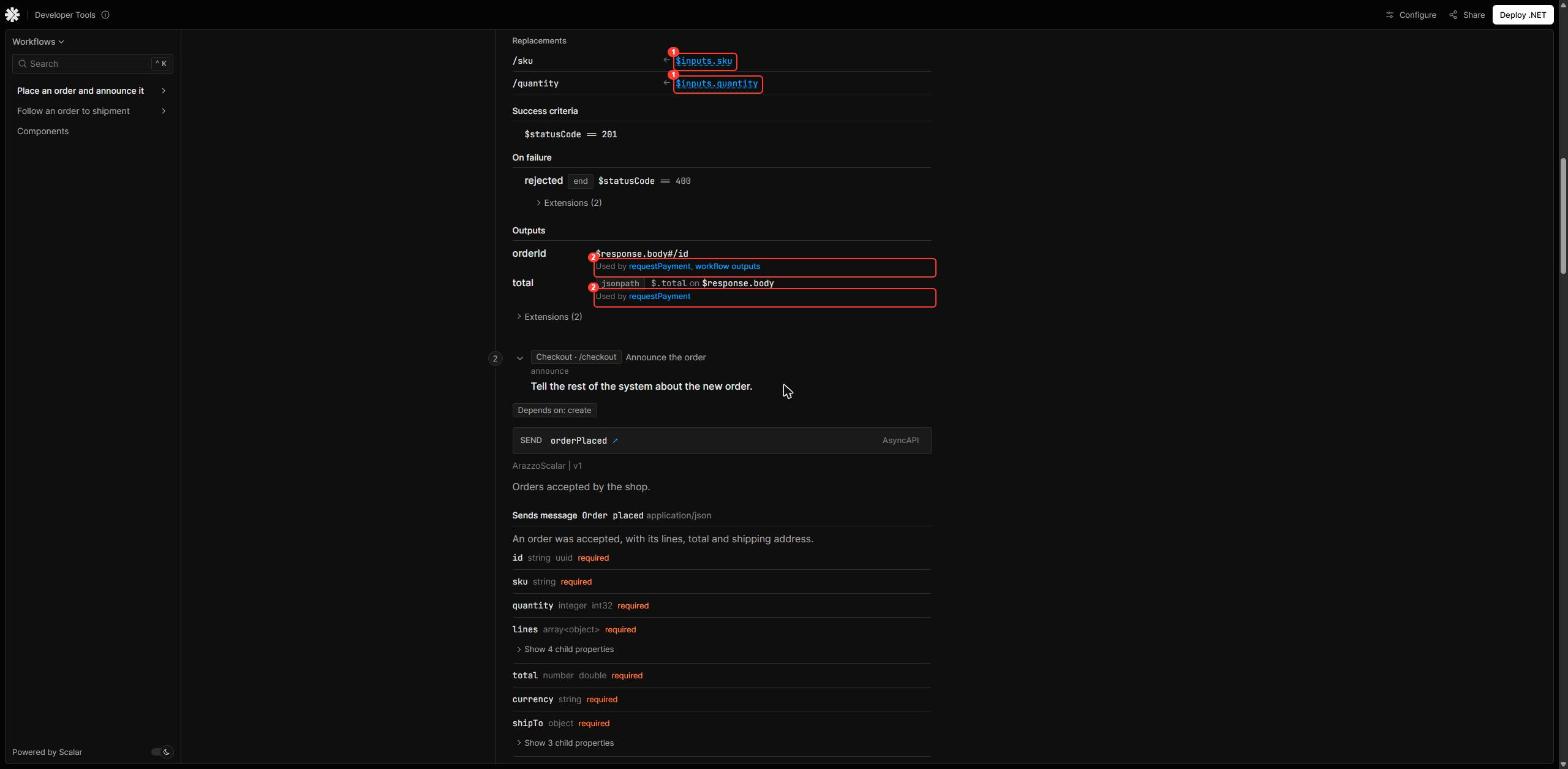 Developer Tools
Configure
Share
Deploy .NET
Workflows
Search
^ K
Place an order and announce it
Follow an order to shipment
Components
Replacements
/sku ← 1 $inputs.sku
/quantity ← 1 $inputs.quantity
Success criteria
$statusCode == 201
On failure
rejected end $statusCode == 400
Extensions (2)
Outputs
orderId $response.body#/id
2 Used by requestPayment, workflow outputs
total jsonpath $.total on $response.body
2 Used by requestPayment
Extensions (2)
2 Checkout · /checkout Announce the order
announce
Tell the rest of the system about the new order.
Depends on: create
SEND orderPlaced ↗ AsyncAPI
ArazzoScalar | v1
Orders accepted by the shop.
Sends message Order placed application/json
An order was accepted, with its lines, total and shipping address.
id string uuid required
sku string required
quantity integer int32 required
lines array<object> required
Show 4 child properties
total number double required
currency string required
shipTo object required
Show 3 child properties
Powered by Scalar